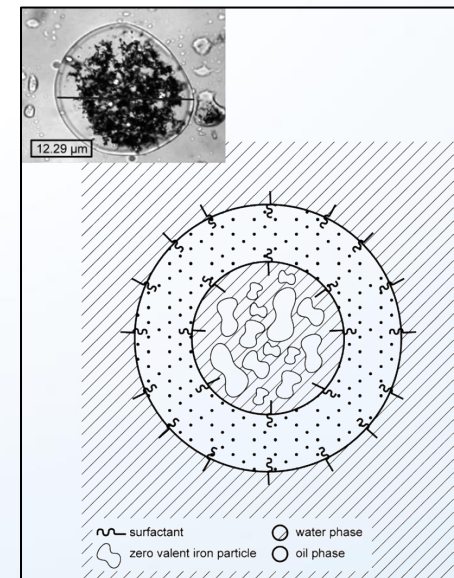 12.29 µm
surfactant
water phase
zero valent iron particle
oil phase